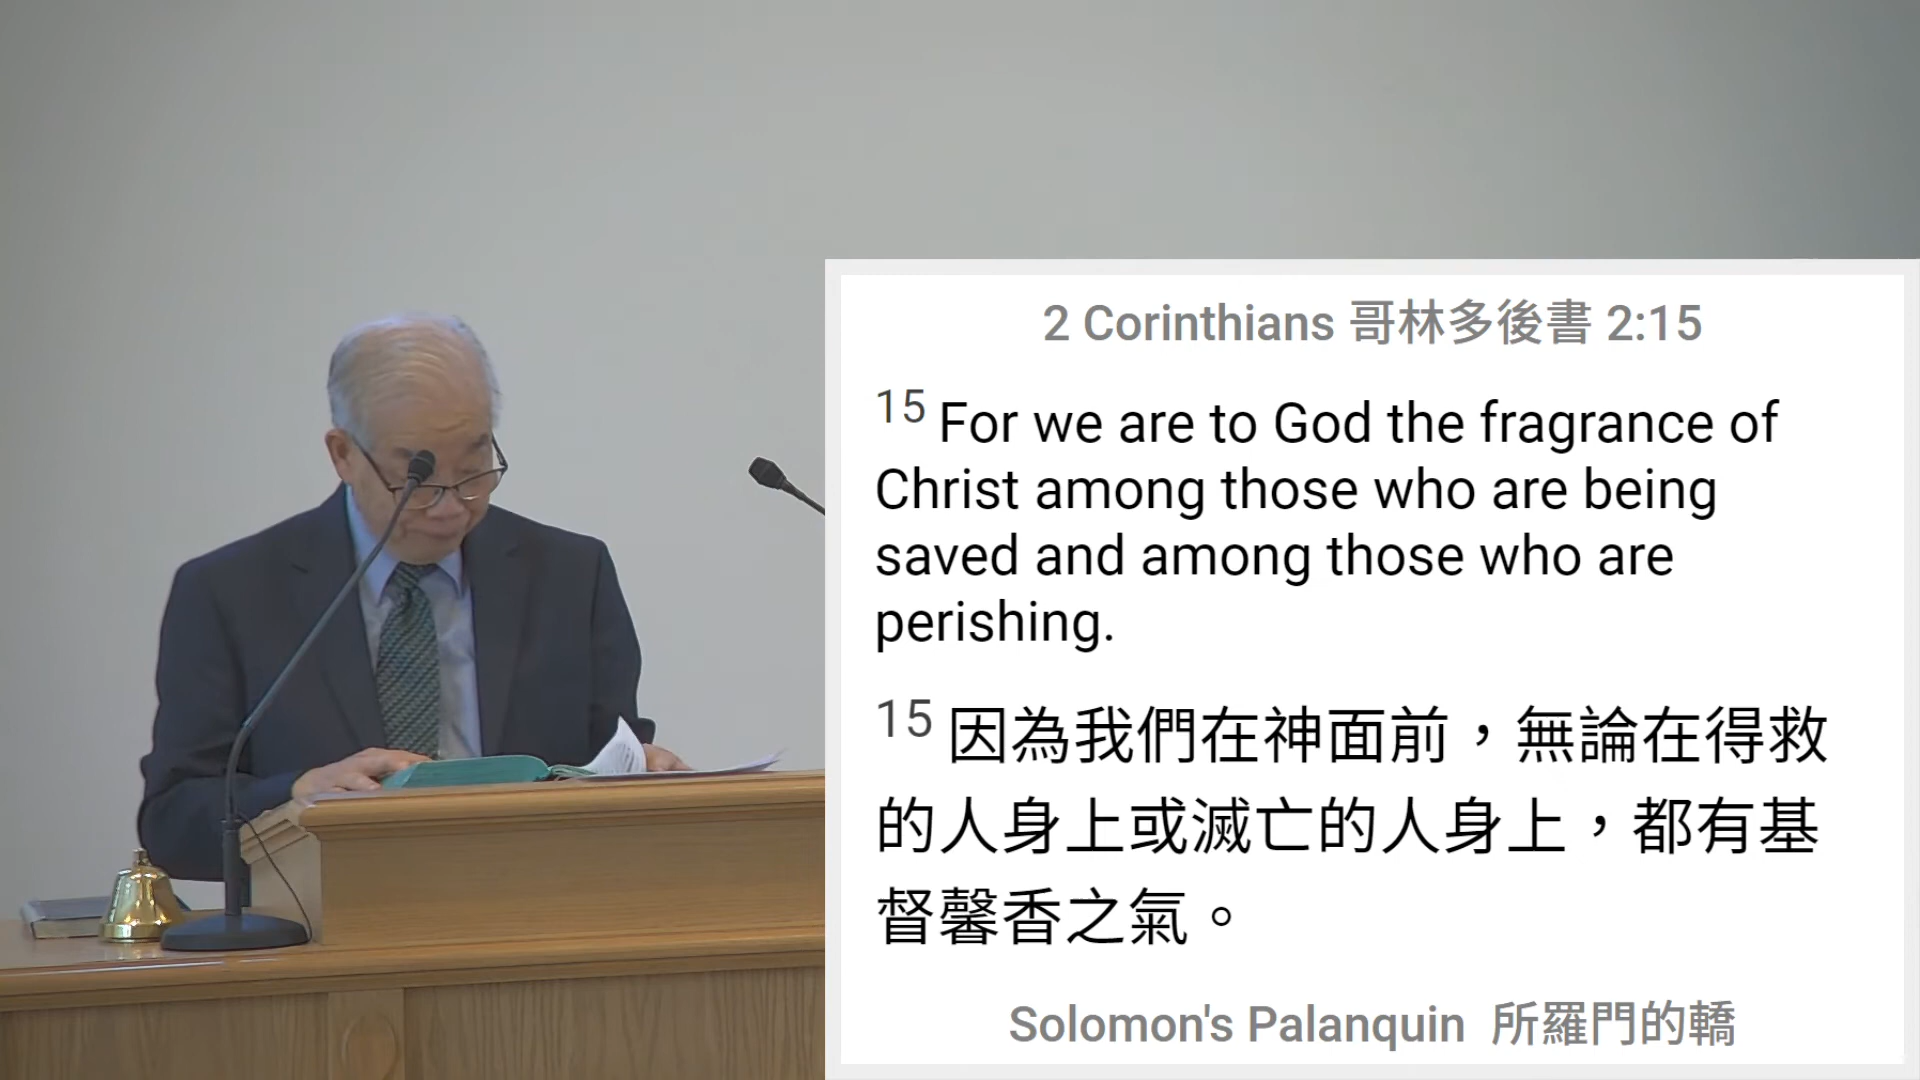 2 Corinthians 哥林多後書 2:15
15 For we are to God the fragrance of
Christ among those who are being
saved and among those who are
perishing.
15 因為我們在神面前，無論在得救
的人身上或滅亡的人身上，都有基
督馨香之氣。
Solomon's Palanquin 所羅門的轎